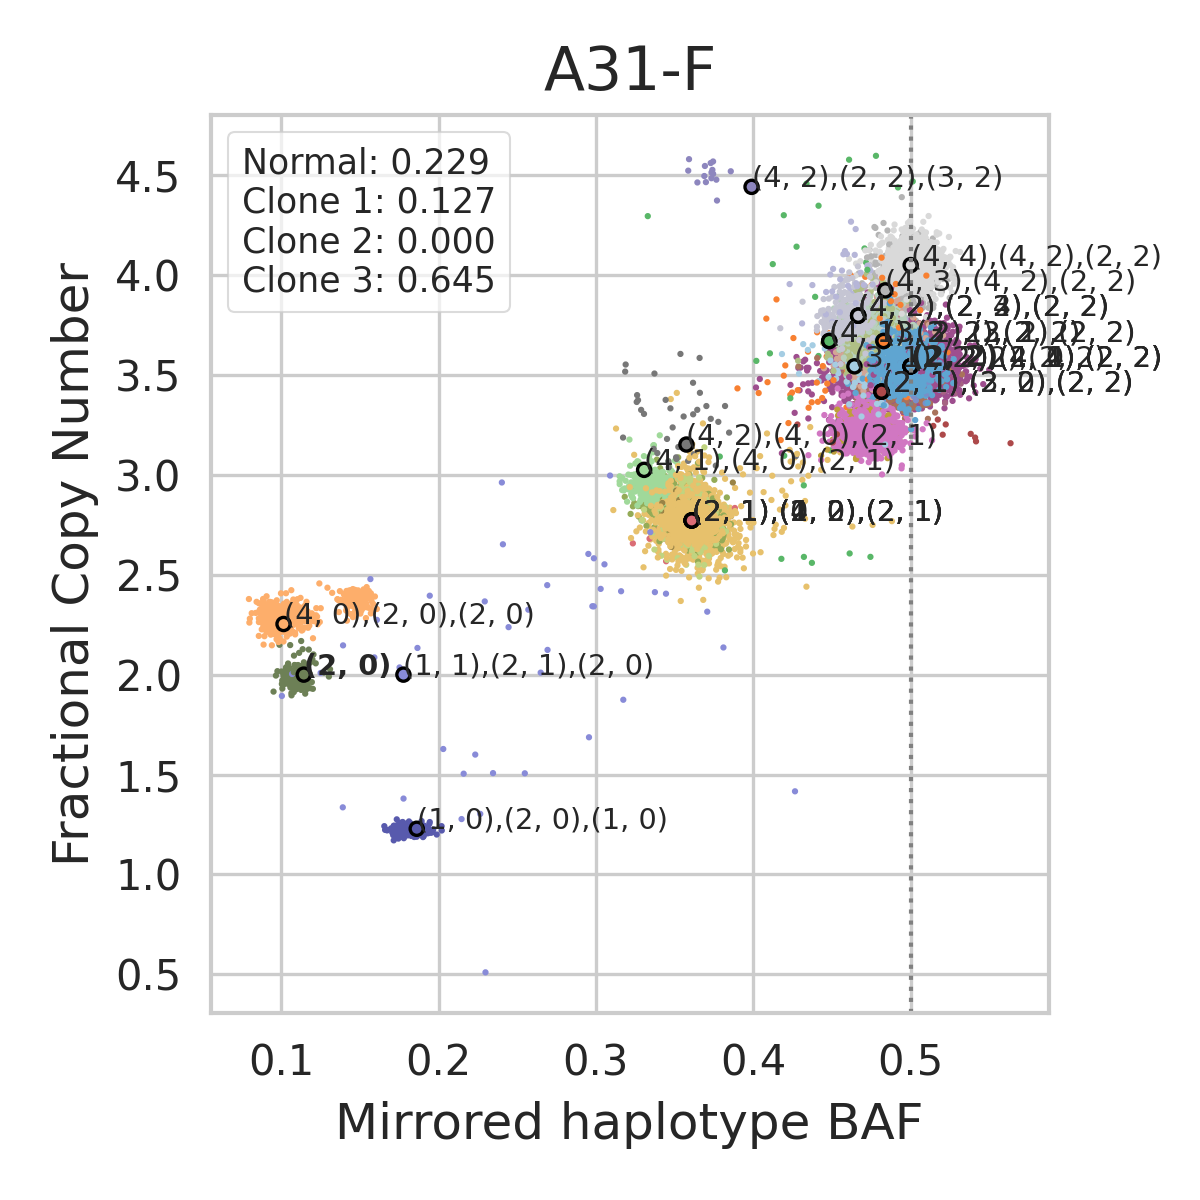 A31-F
Normal: 0.229
Clone 1: 0.127
Clone 2: 0.000
Clone 3: 0.645
Fractional Copy Number
4.5
4.0
3.5
3.0
2.5
2.0
1.5
1.0
0.5
(4, 2),(2, 2),(3, 2)
(4, 4),(4, 2),(2, 2)
(4, 3),(4, 2),(2, 2)
(4, 2),(4, 0),(2, 1)
(4, 1),(4, 0),(2, 1)
(4, 0),(2, 0),(2, 0)
(2, 0)
(1, 1),(2, 1),(2, 0)
(1, 0),(2, 0),(1, 0)
0.1
0.2
0.3
0.4
0.5
Mirrored haplotype BAF